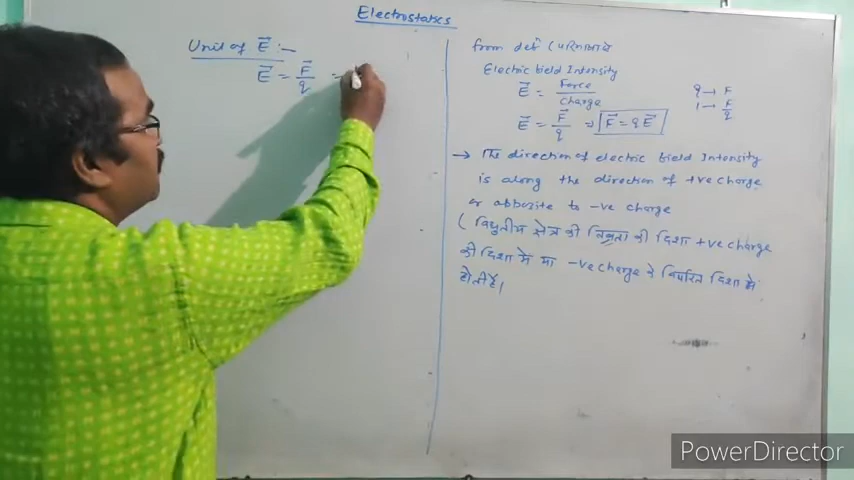 Electrostatics
Unit of E⃗ :—
E⃗ = F⃗/q =
from defⁿ (परिभाषासे
Electric field Intensity
E⃗ = Force/Charge
E⃗ = F⃗/q ⇒ F⃗ = qE⃗
q → F
1 → F/q
→ The direction of electric field Intensity
is along the direction of +ve charge
or opposite to -ve charge
( विधुतीय क्षेत्र की तिव्रता की दिशा +ve charge
की दिशा मे या -ve charge के विपरित दिशा मे
होती है।
PowerDirector